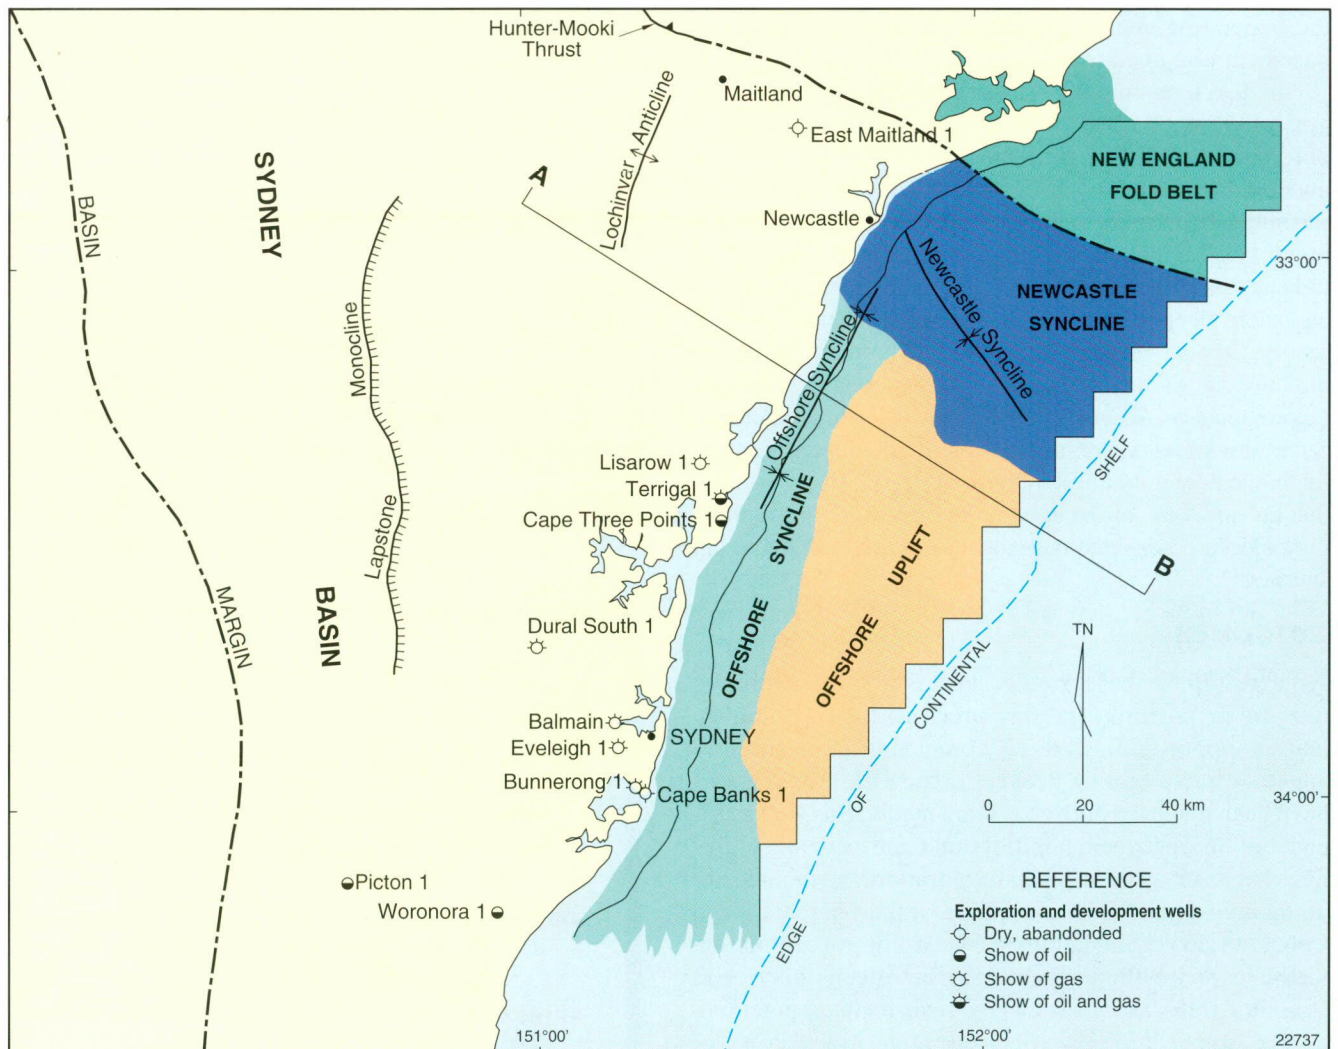 Hunter-Mooki
Thrust
Maitland
East Maitland 1
Lochinvar Anticline
NEW ENGLAND
FOLD BELT
A
Newcastle
BASIN
SYDNEY
33°00'
Newcastle Syncline
NEWCASTLE
SYNCLINE
Monocline
Offshore Syncline
Lisarow 1
Terrigal 1
Cape Three Points 1
SHELF
Lapstone
OFFSHORE SYNCLINE
OFFSHORE UPLIFT
B
BASIN
MARGIN
Dural South 1
TN
CONTINENTAL
Balmain
SYDNEY
Eveleigh 1
Bunnerong 1
Cape Banks 1
OF
0 20 40 km
34°00'
Picton 1
Woronora 1
EDGE
REFERENCE
Exploration and development wells
Dry, abandonded
Show of oil
Show of gas
Show of oil and gas
151°00'
152°00'
22737